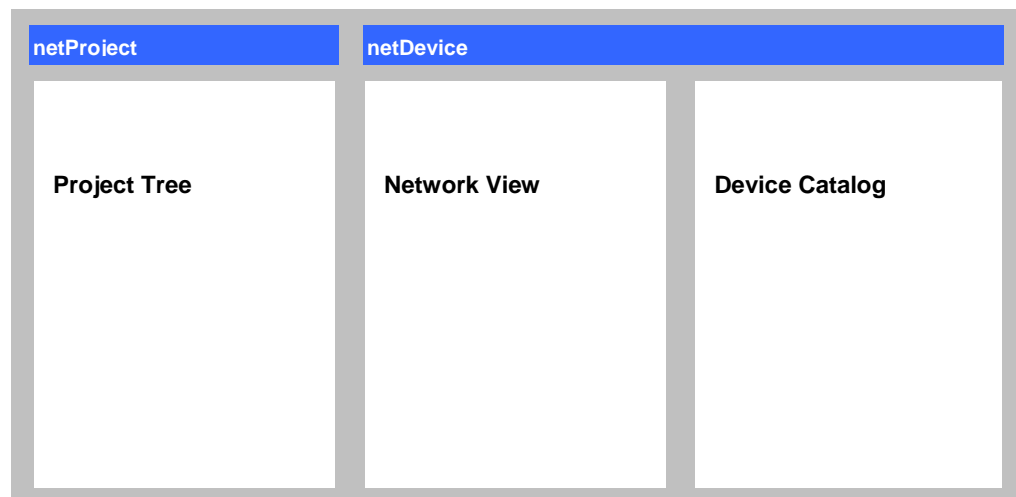 netProject
netDevice
Project Tree
Network View
Device Catalog